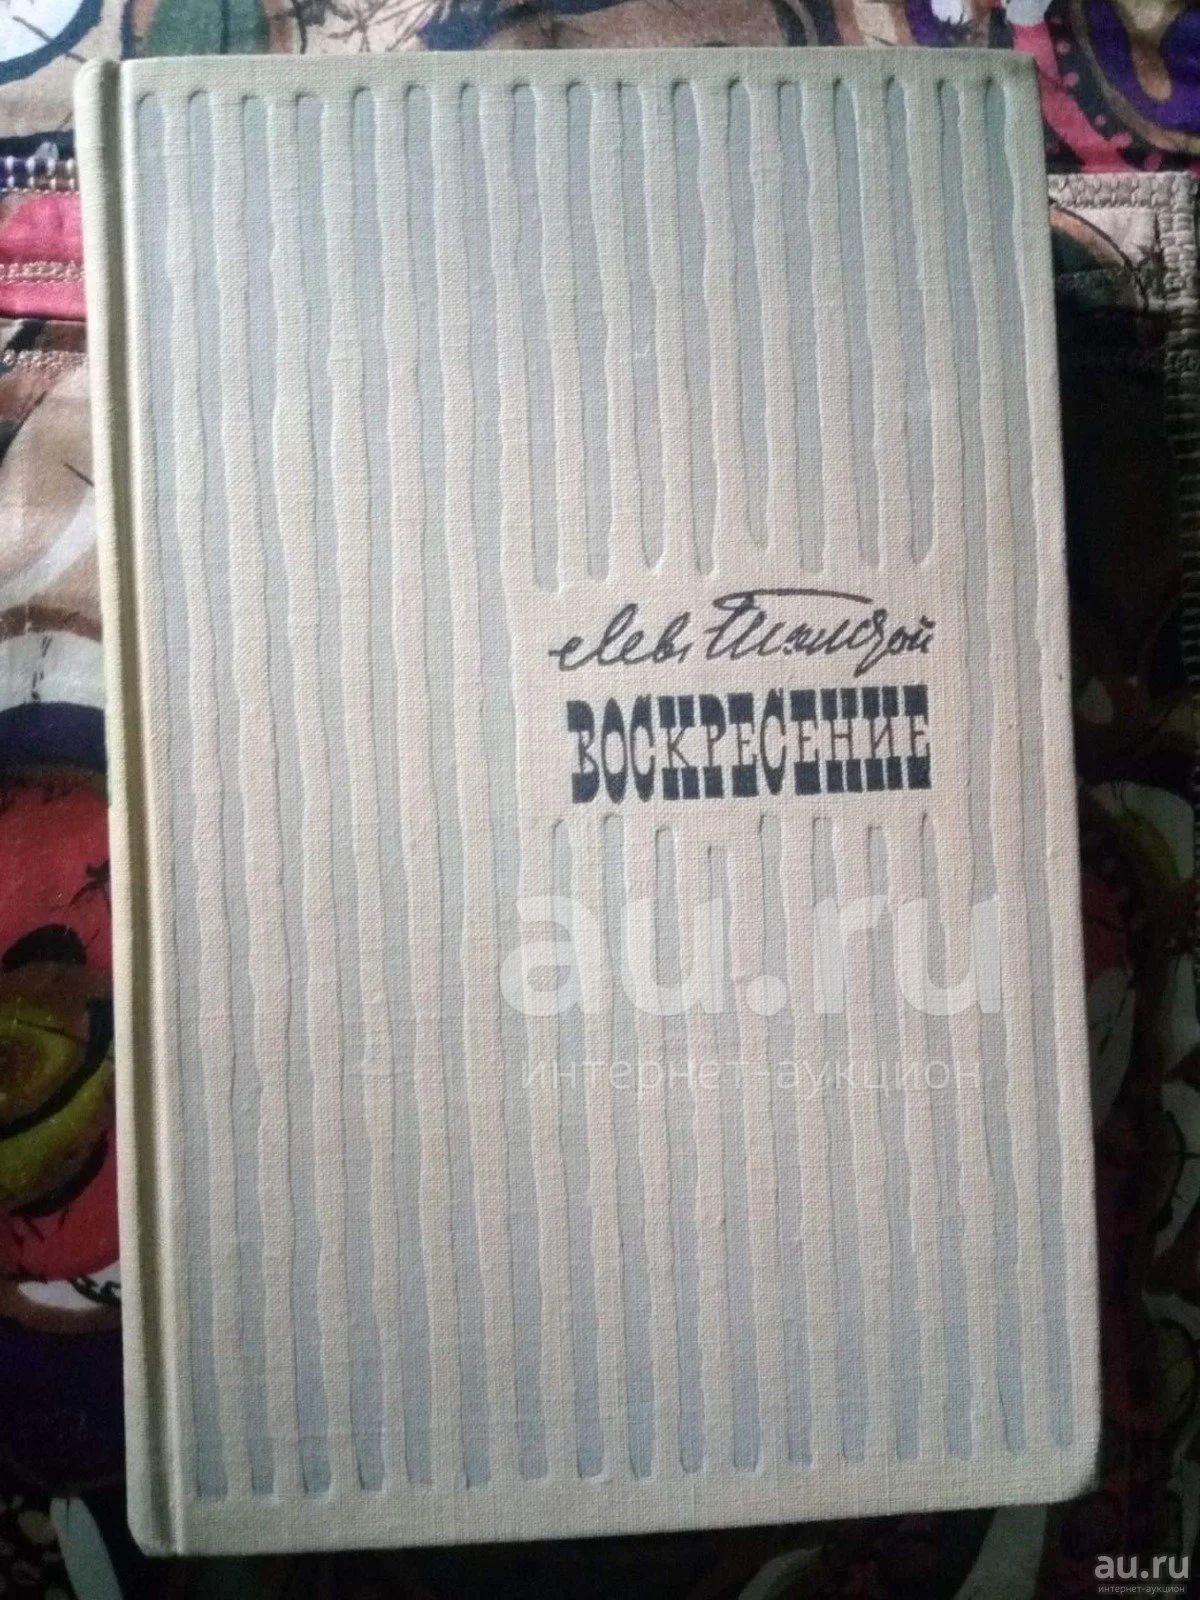 Лев Толстой
ВОСКРЕСЕНИЕ
au.ru
интернет-аукцион
au.ru
интернет-аукцион